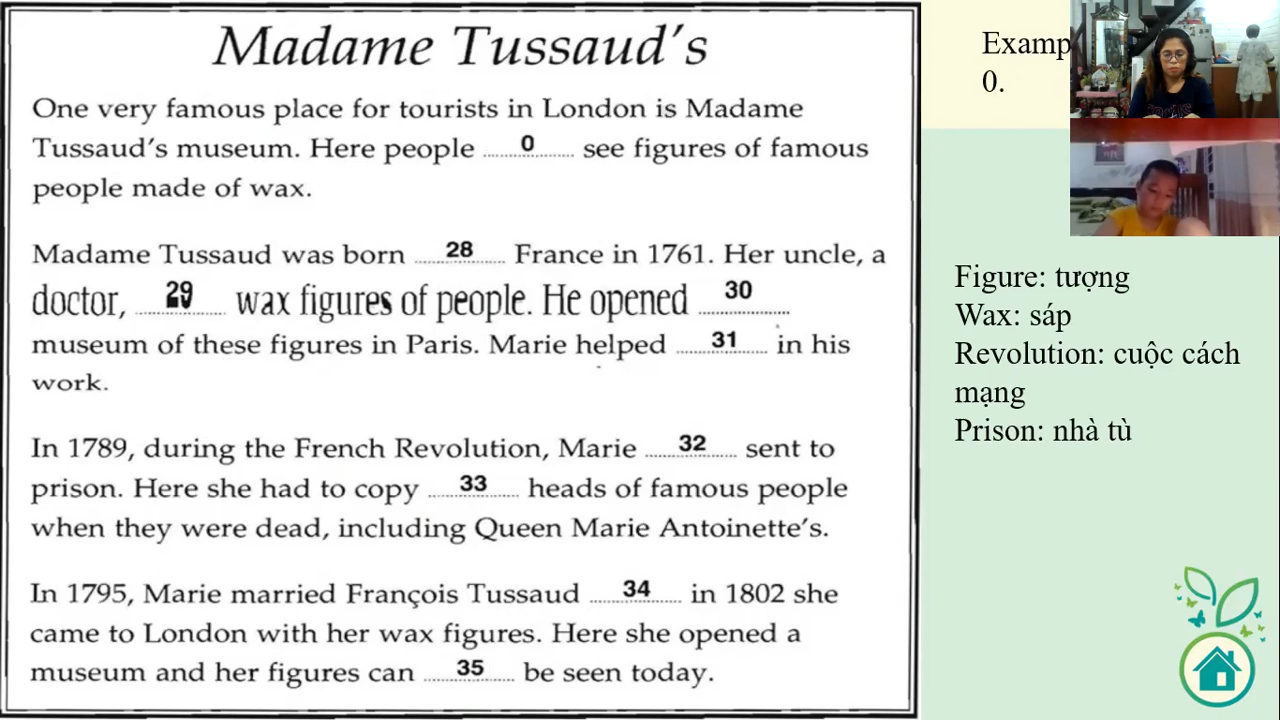 Madame Tussaud's
One very famous place for tourists in London is Madame
Tussaud's museum. Here people ....0.... see figures of famous
people made of wax.
Madame Tussaud was born ....28.... France in 1761. Her uncle, a
doctor, ....29.... wax figures of people. He opened ....30....
museum of these figures in Paris. Marie helped ....31.... in his
work.
In 1789, during the French Revolution, Marie ....32.... sent to
prison. Here she had to copy ....33.... heads of famous people
when they were dead, including Queen Marie Antoinette's.
In 1795, Marie married François Tussaud ....34.... in 1802 she
came to London with her wax figures. Here she opened a
museum and her figures can ....35.... be seen today.
Examp
0.
Figure: tượng
Wax: sáp
Revolution: cuộc cách
mạng
Prison: nhà tù